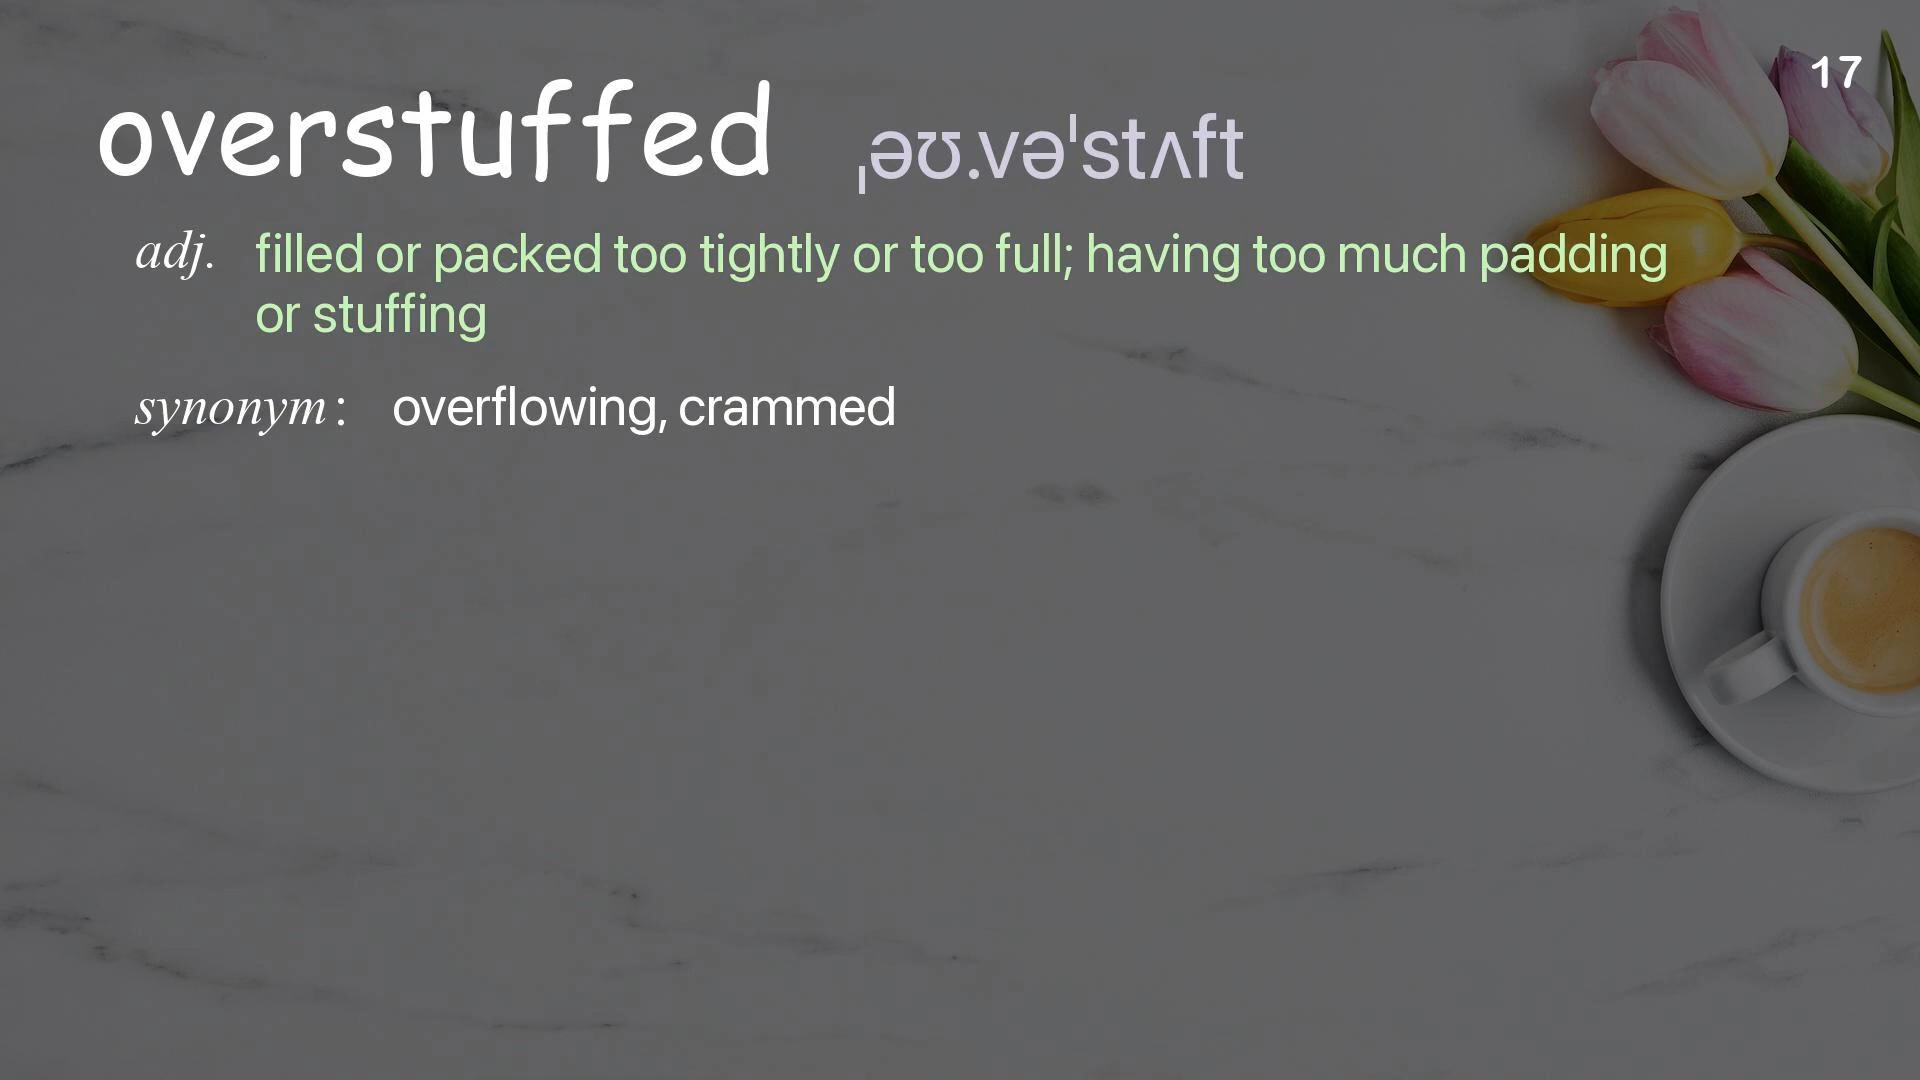 17
overstuffed ˌəʊ.vəˈstʌft
adj. filled or packed too tightly or too full; having too much padding
or stuffing
synonym: overflowing, crammed